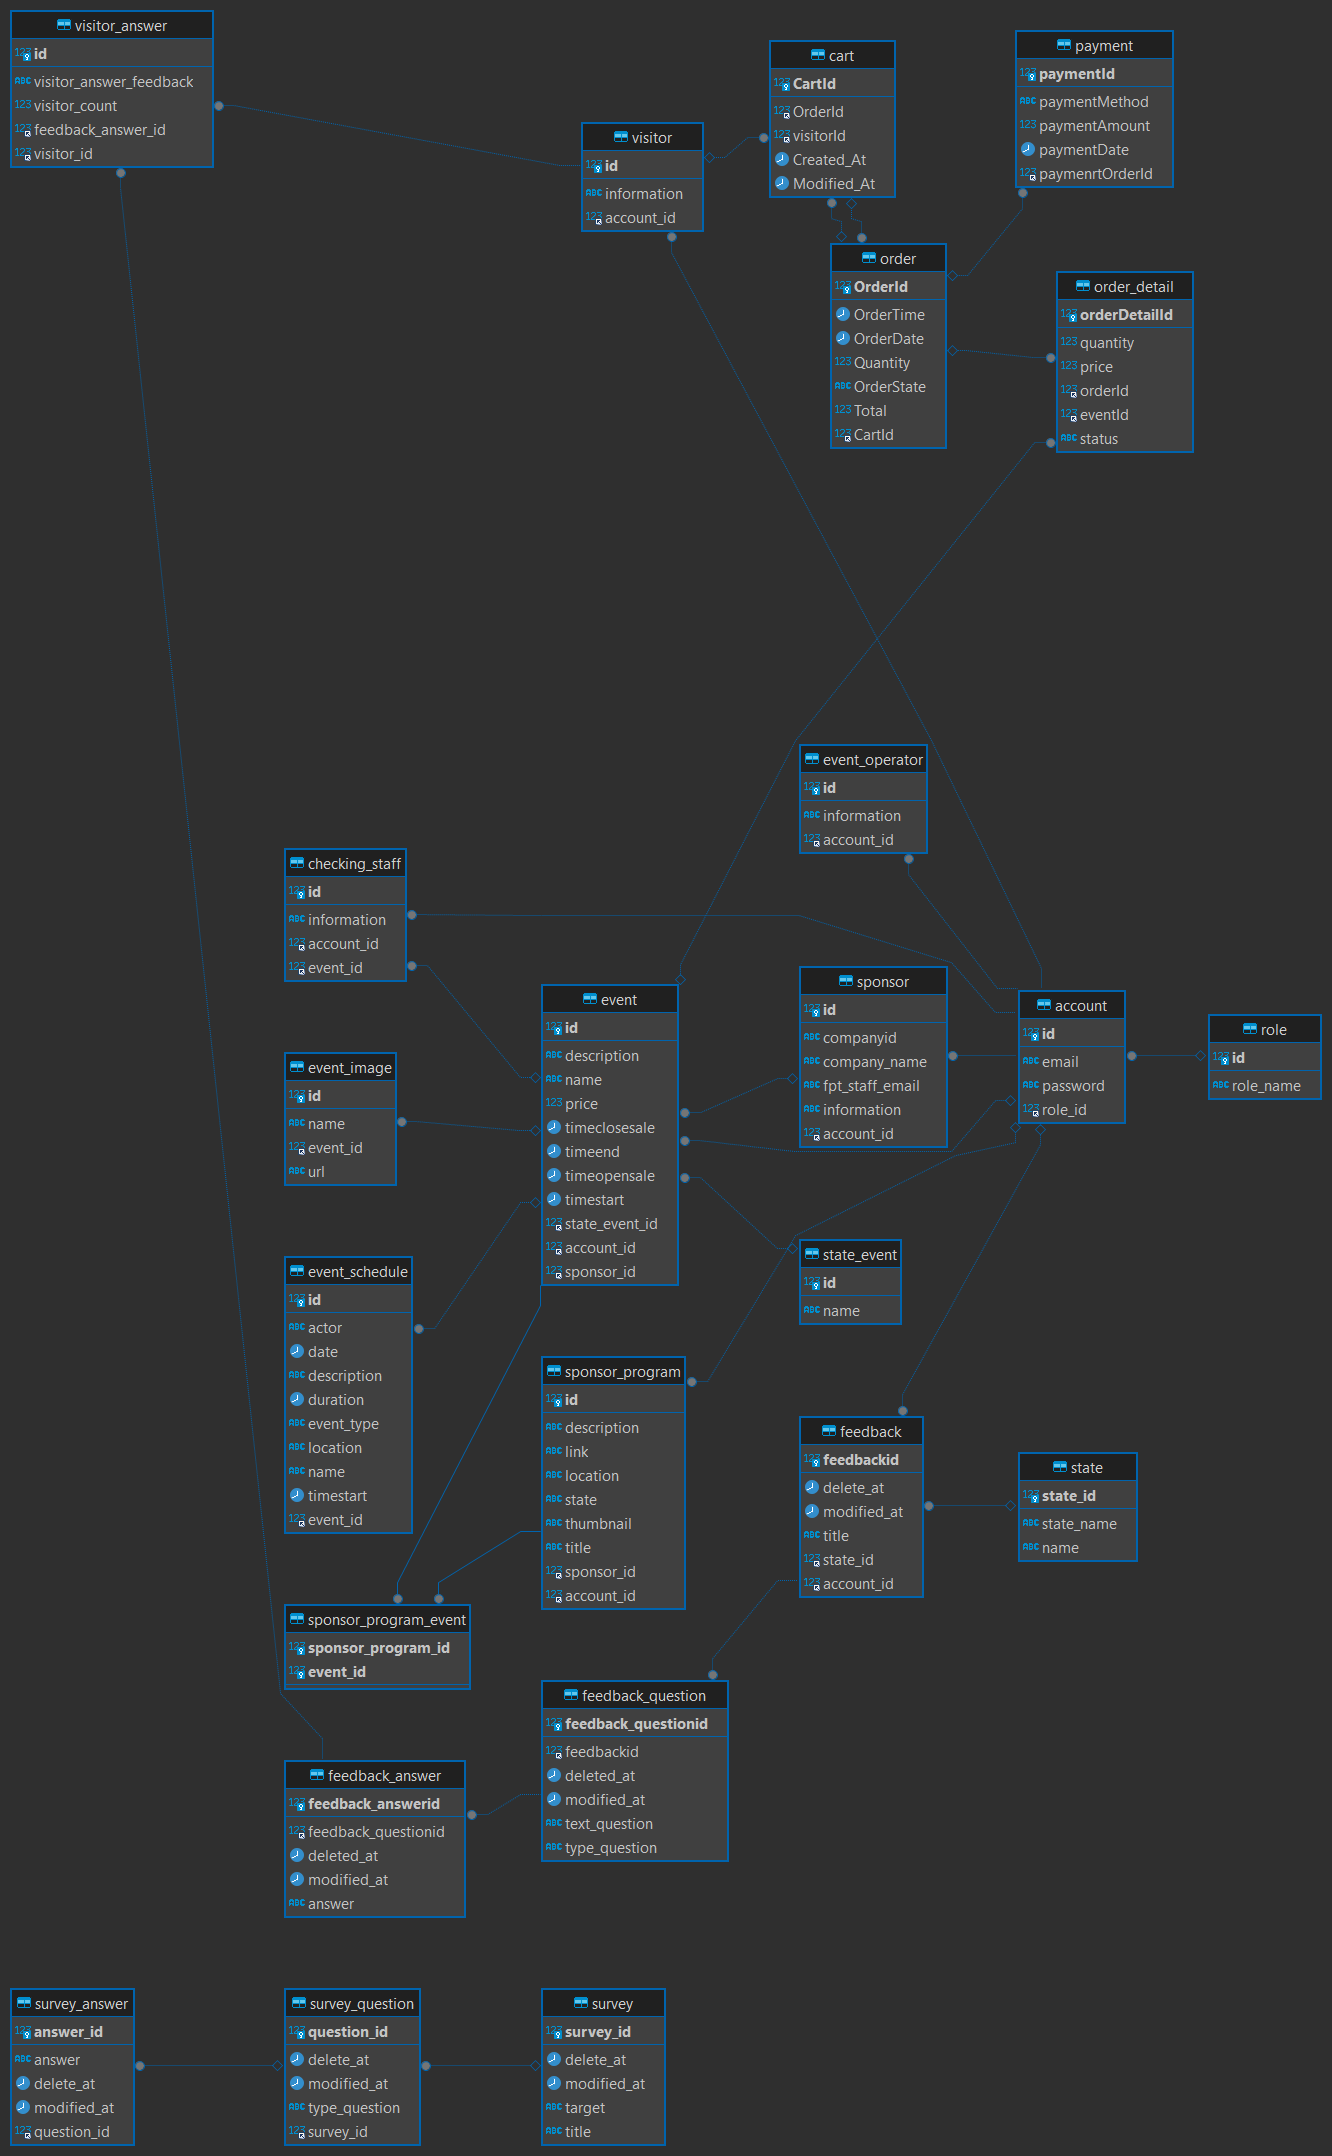 visitor_answer
id
visitor_answer_feedback
visitor_count
feedback_answer_id
visitor_id
visitor
id
information
account_id
cart
CartId
OrderId
visitorId
Created_At
Modified_At
payment
paymentId
paymentMethod
paymentAmount
paymentDate
paymenrtOrderId
order
OrderId
OrderTime
OrderDate
Quantity
OrderState
Total
CartId
order_detail
orderDetailId
quantity
price
orderId
eventId
status
event_operator
id
information
account_id
checking_staff
id
information
account_id
event_id
event
id
description
name
price
timeclosesale
timeend
timeopensale
timestart
state_event_id
account_id
sponsor_id
sponsor
id
companyid
company_name
fpt_staff_email
information
account_id
account
id
email
password
role_id
role
id
role_name
event_image
id
name
event_id
url
event_schedule
id
actor
date
description
duration
event_type
location
name
timestart
event_id
state_event
id
name
sponsor_program
id
description
link
location
state
thumbnail
title
sponsor_id
account_id
feedback
feedbackid
delete_at
modified_at
title
state_id
account_id
state
state_id
state_name
name
sponsor_program_event
sponsor_program_id
event_id
feedback_question
feedback_questionid
feedbackid
deleted_at
modified_at
text_question
type_question
feedback_answer
feedback_answerid
feedback_questionid
deleted_at
modified_at
answer
survey_answer
answer_id
answer
delete_at
modified_at
question_id
survey_question
question_id
delete_at
modified_at
type_question
survey_id
survey
survey_id
delete_at
modified_at
target
title